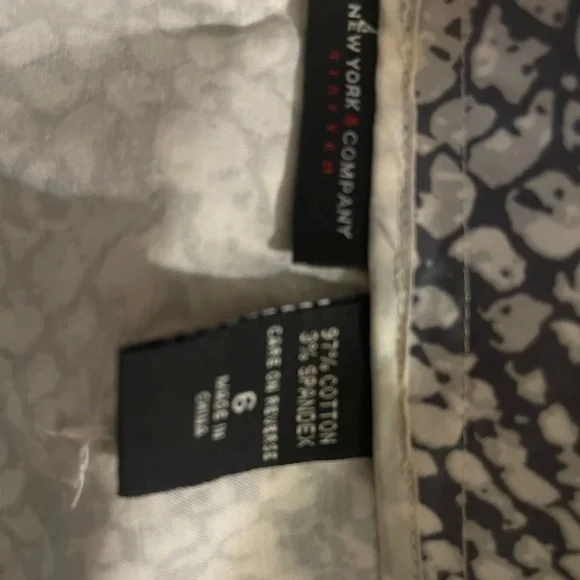 NEW YORK & COMPANY
STRETCH
97% COTTON
3% SPANDEX
CARE ON REVERSE
6
MADE IN
CHINA